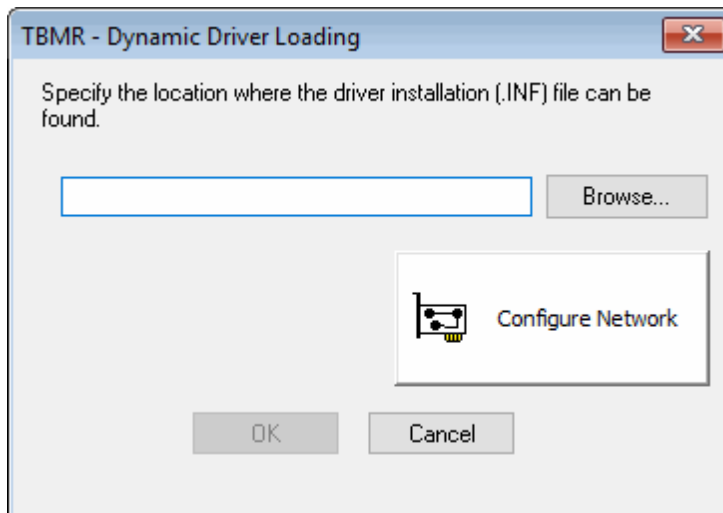 TBMR - Dynamic Driver Loading
Specify the location where the driver installation (.INF) file can be
found.
Browse...
Configure Network
OK
Cancel